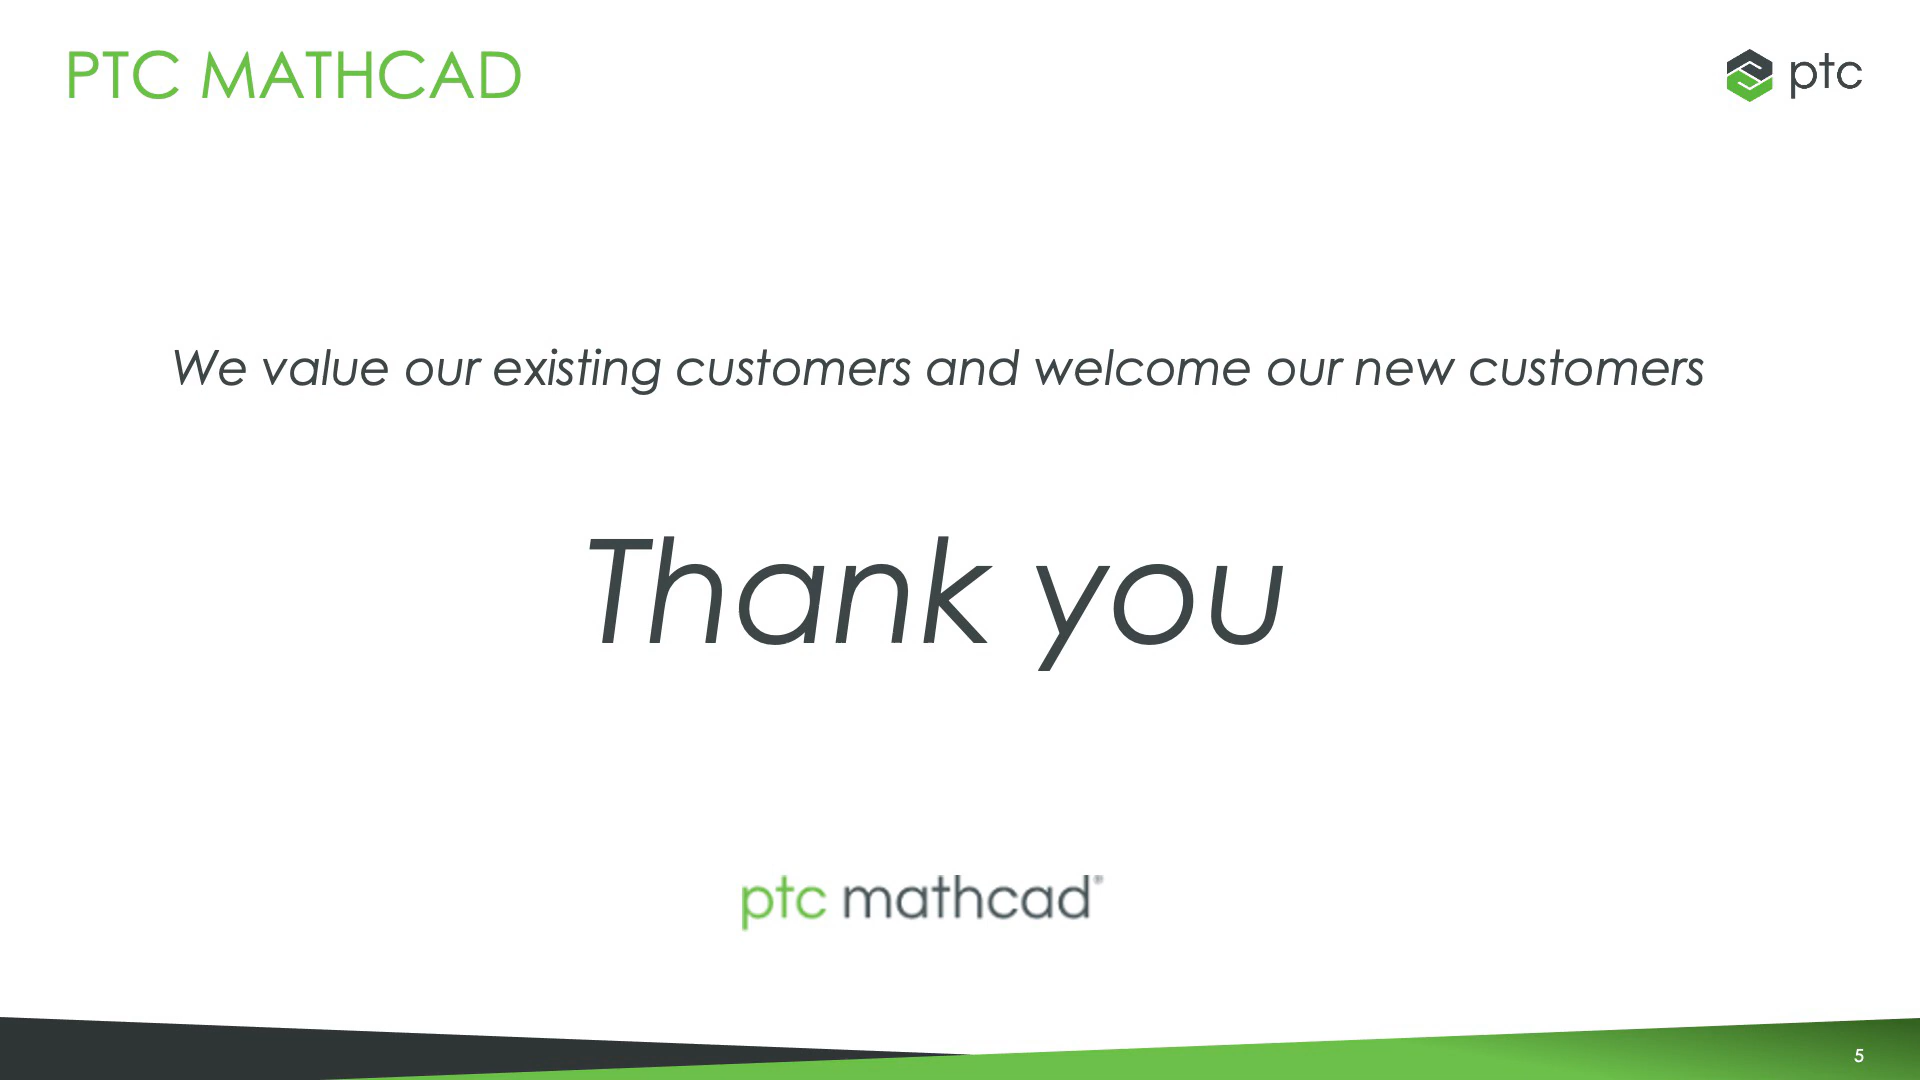 PTC MATHCAD
ptc
We value our existing customers and welcome our new customers
Thank you
ptc mathcad®
5